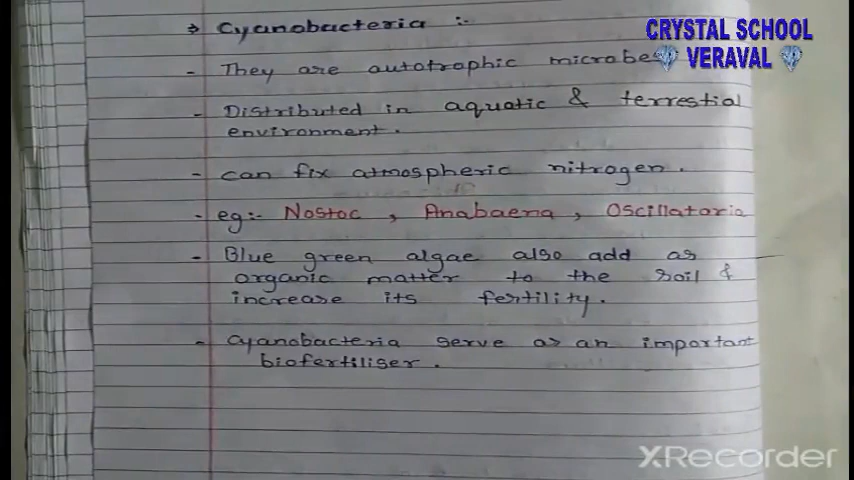 CRYSTAL SCHOOL
VERAVAL
→ Cyanobacteria :-
- They are autotrophic microbes
- Distributed in aquatic & terrestial
environment.
- can fix atmospheric nitrogen.
- eg:- Nostoc, Anabaena, Oscillatoria
- Blue green algae also add as
organic matter to the soil &
increase its fertility.
- cyanobacteria serve as an important
biofertiliser.
XRecorder